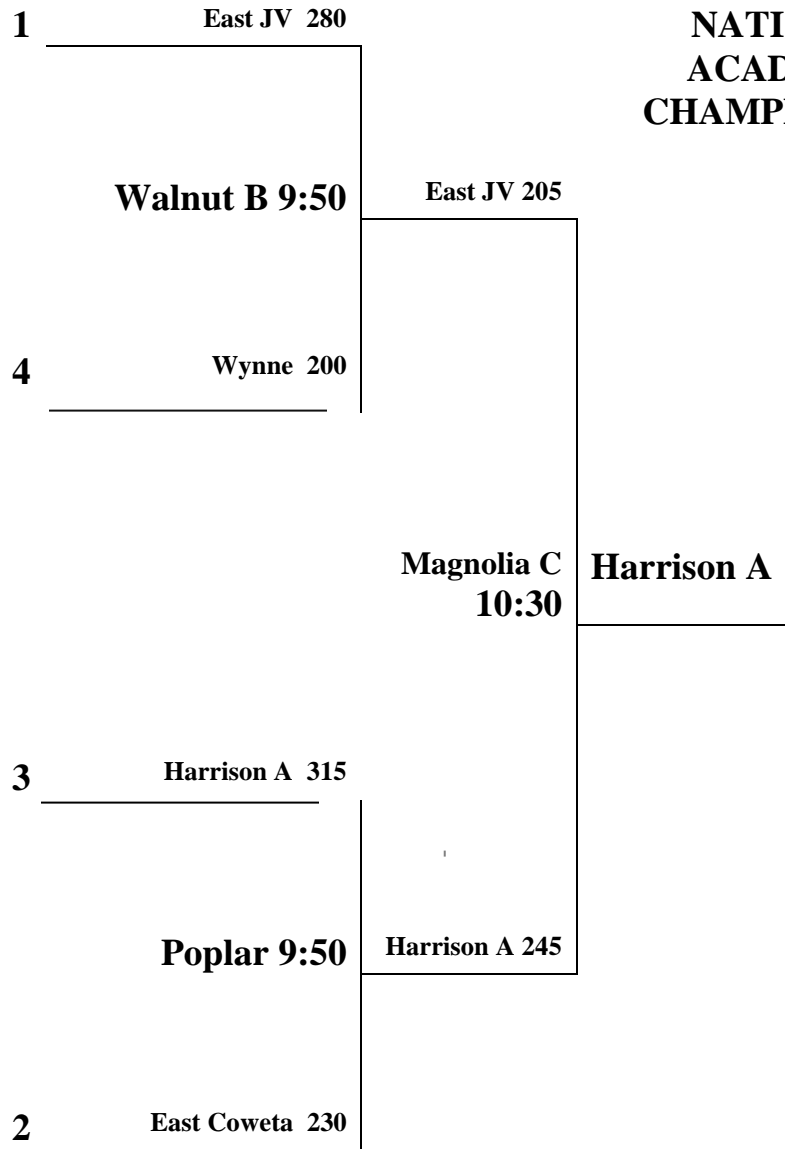 1
East JV 280
NATI
ACAD
CHAMP
Walnut B 9:50
East JV 205
4
Wynne 200
Magnolia C
10:30
Harrison A
3
Harrison A 315
Poplar 9:50
Harrison A 245
2
East Coweta 230